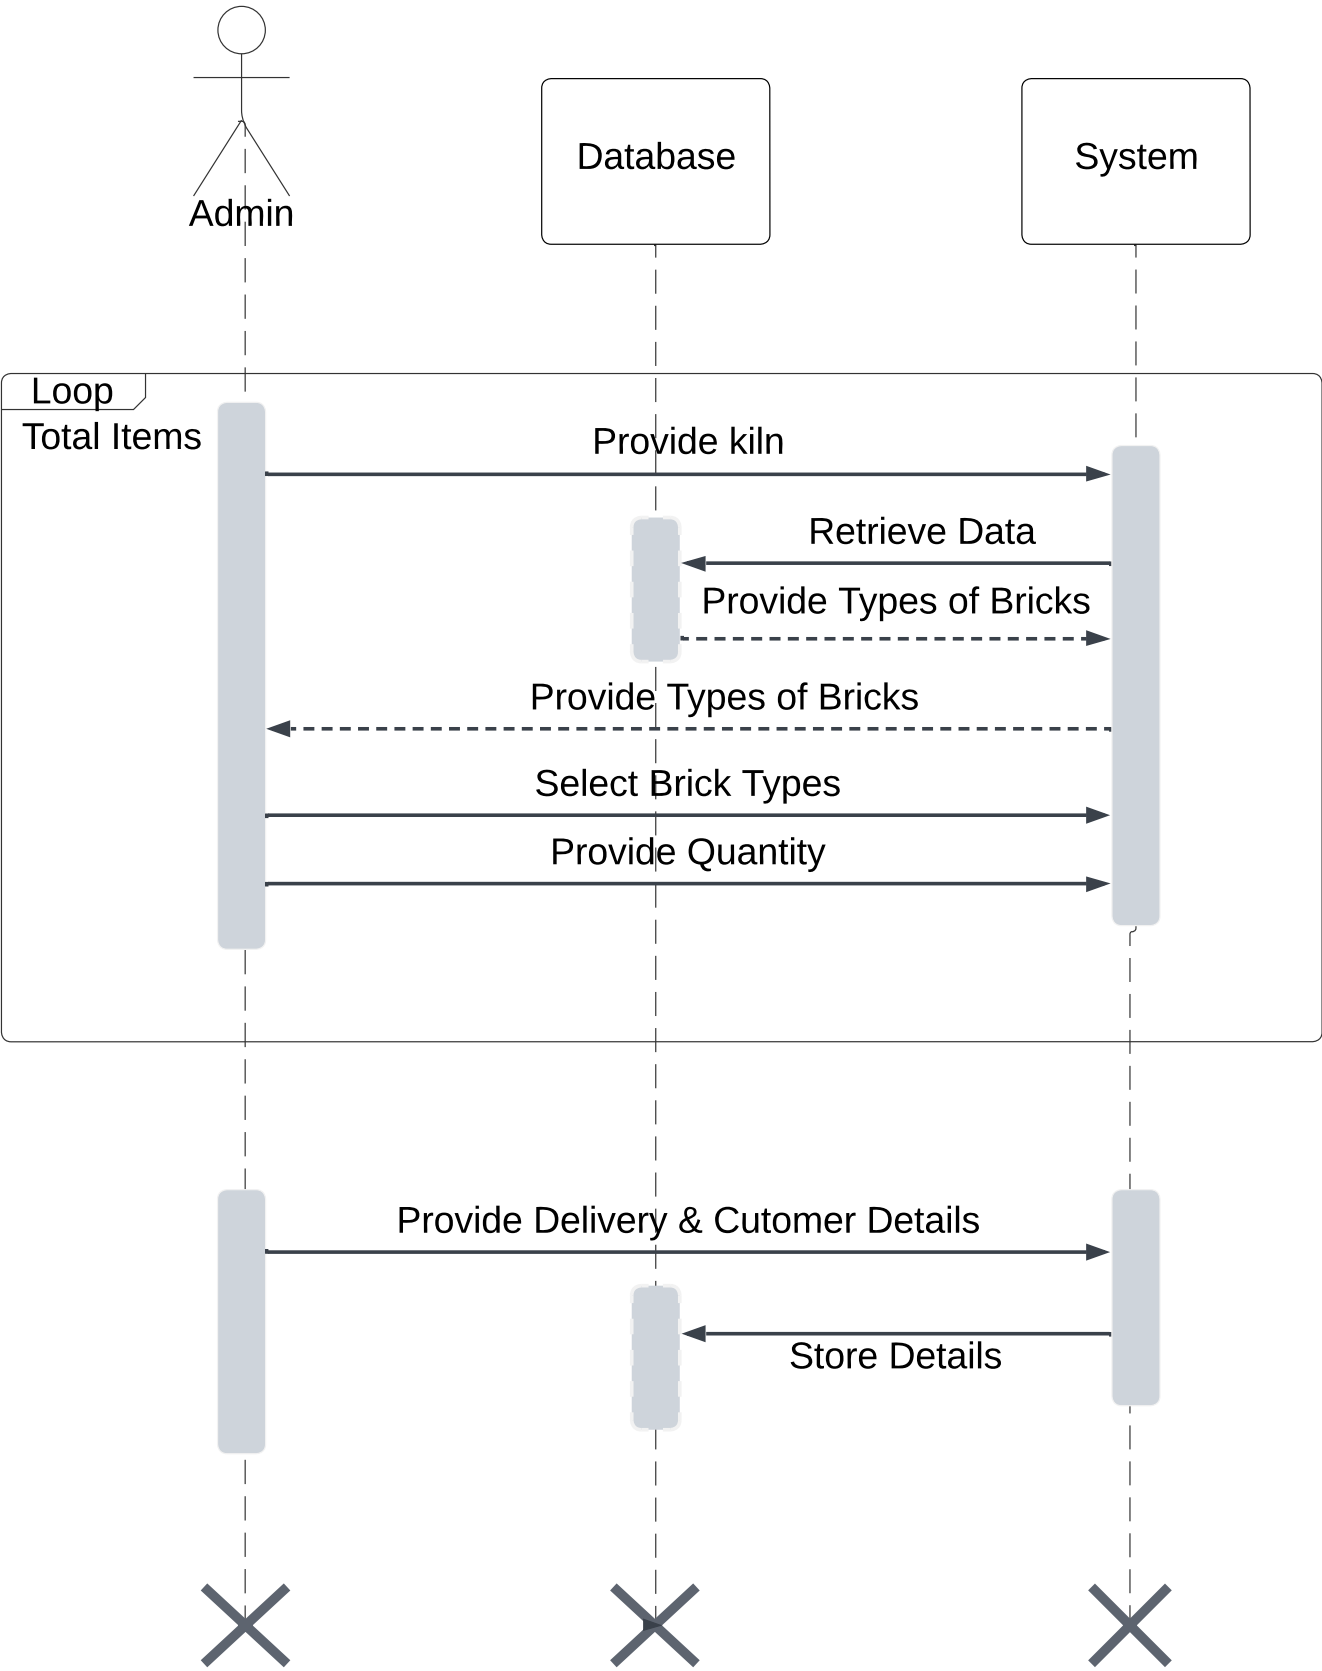 Admin
Database
System
Loop
Total Items
Provide kiln
Retrieve Data
Provide Types of Bricks
Provide Types of Bricks
Select Brick Types
Provide Quantity
Provide Delivery & Cutomer Details
Store Details